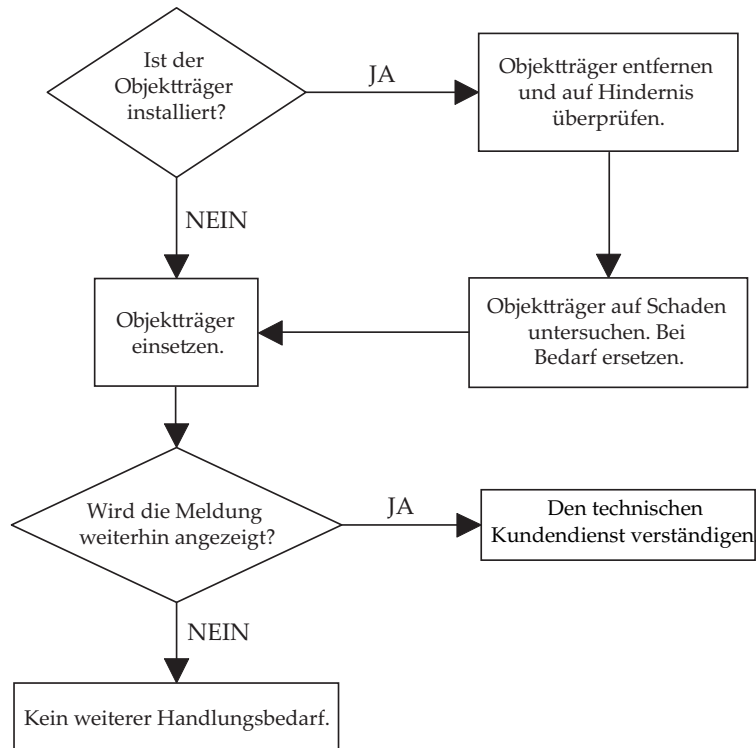 Ist der
Objektträger
installiert?
JA
Objektträger entfernen
und auf Hindernis
überprüfen.
NEIN
Objektträger
einsetzen.
Objektträger auf Schaden
untersuchen. Bei
Bedarf ersetzen.
Wird die Meldung
weiterhin angezeigt?
JA
Den technischen
Kundendienst verständigen
NEIN
Kein weiterer Handlungsbedarf.